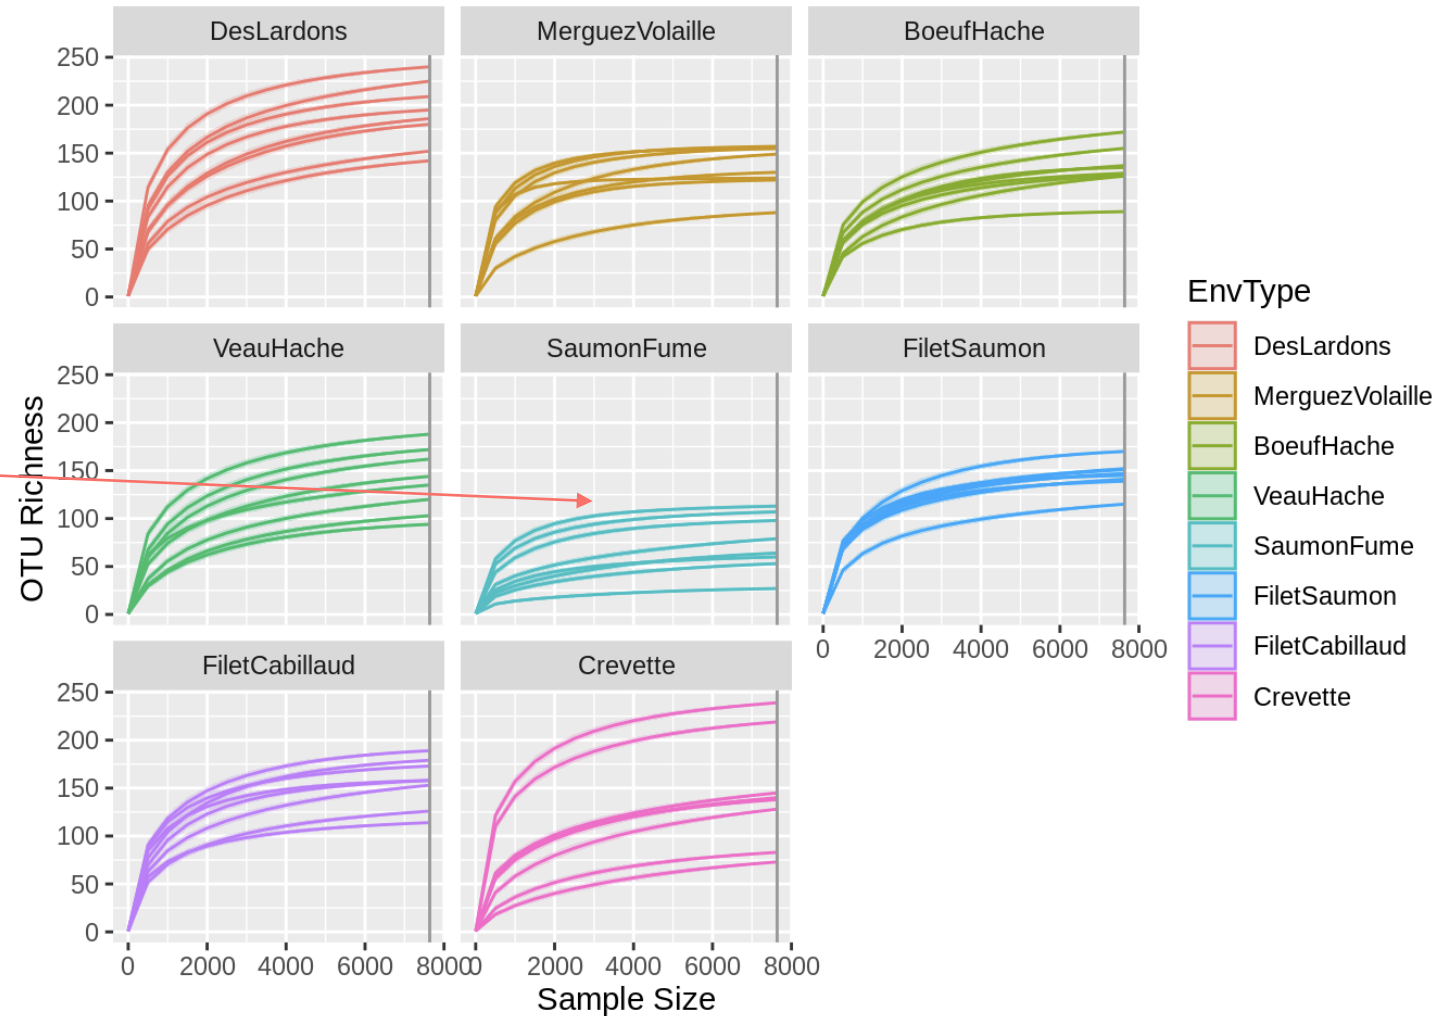 DesLardons MerguezVolaille BoeufHache
250
200
150
100
50
0
VeauHache SaumonFume FiletSaumon
250
200
150
100
50
0
0 2000 4000 6000 8000
FiletCabillaud Crevette
250
200
150
100
50
0
0 2000 4000 6000 8000 0 2000 4000 6000 8000
Sample Size
OTU Richness
EnvType
DesLardons
MerguezVolaille
BoeufHache
VeauHache
SaumonFume
FiletSaumon
FiletCabillaud
Crevette